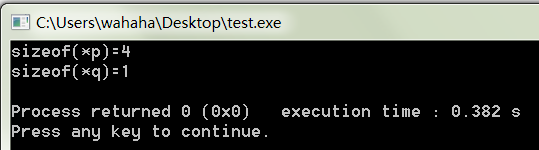 C:\Users\wahaha\Desktop\test.exe
sizeof(*p)=4
sizeof(*q)=1
Process returned 0 (0x0)   execution time : 0.382 s
Press any key to continue.